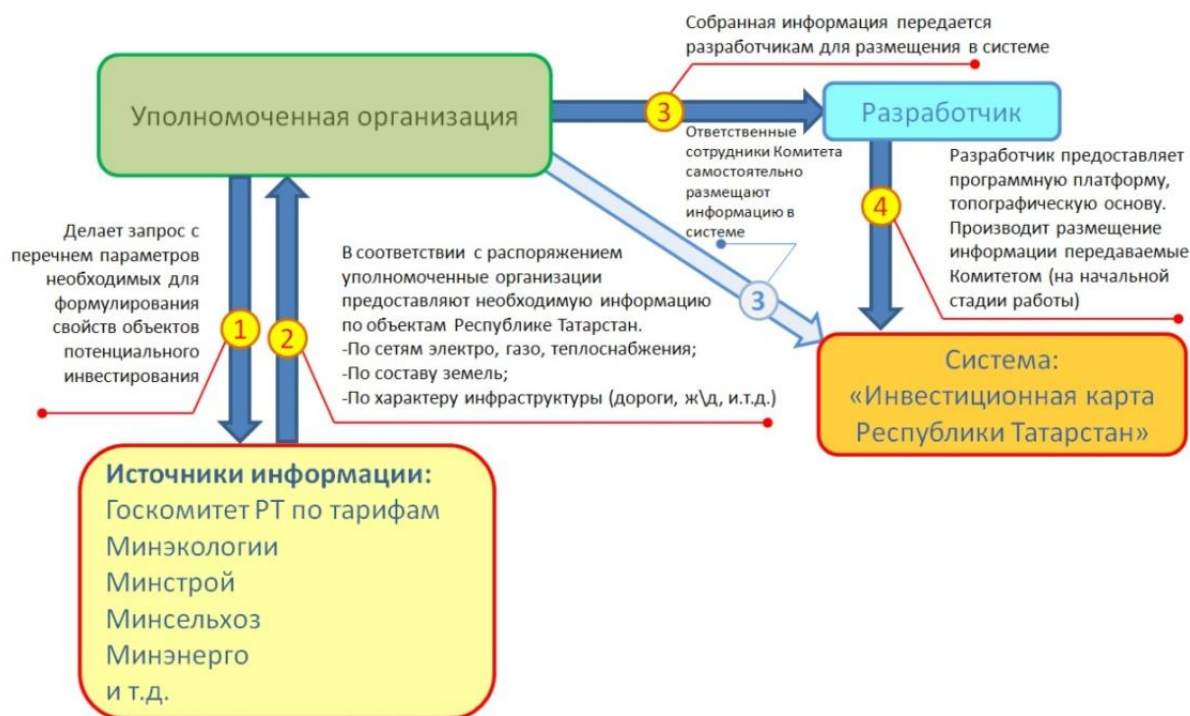 Собранная информация передается
разработчикам для размещения в системе
Уполномоченная организация
3
Разработчик
Ответственные
сотрудники Комитета
самостоятельно
размещают
информацию в
системе
3
Разработчик предоставляет
программную платформу,
топографическую основу.
Производит размещение
информации передаваемые
Комитетом (на начальной
стадии работы)
4
Делает запрос с
перечнем параметров
необходимых для
формулирования
свойств объектов
потенциального
инвестирования
1
2
В соответствии с распоряжением
уполномоченные организации
предоставляют необходимую информацию
по объектам Республике Татарстан.
-По сетям электро, газо, теплоснабжения;
-По составу земель;
-По характеру инфраструктуры (дороги, ж\д, и.т.д.)
Система:
«Инвестиционная карта
Республики Татарстан»
Источники информации:
Госкомитет РТ по тарифам
Минэкологии
Минстрой
Минсельхоз
Минэнерго
и т.д.